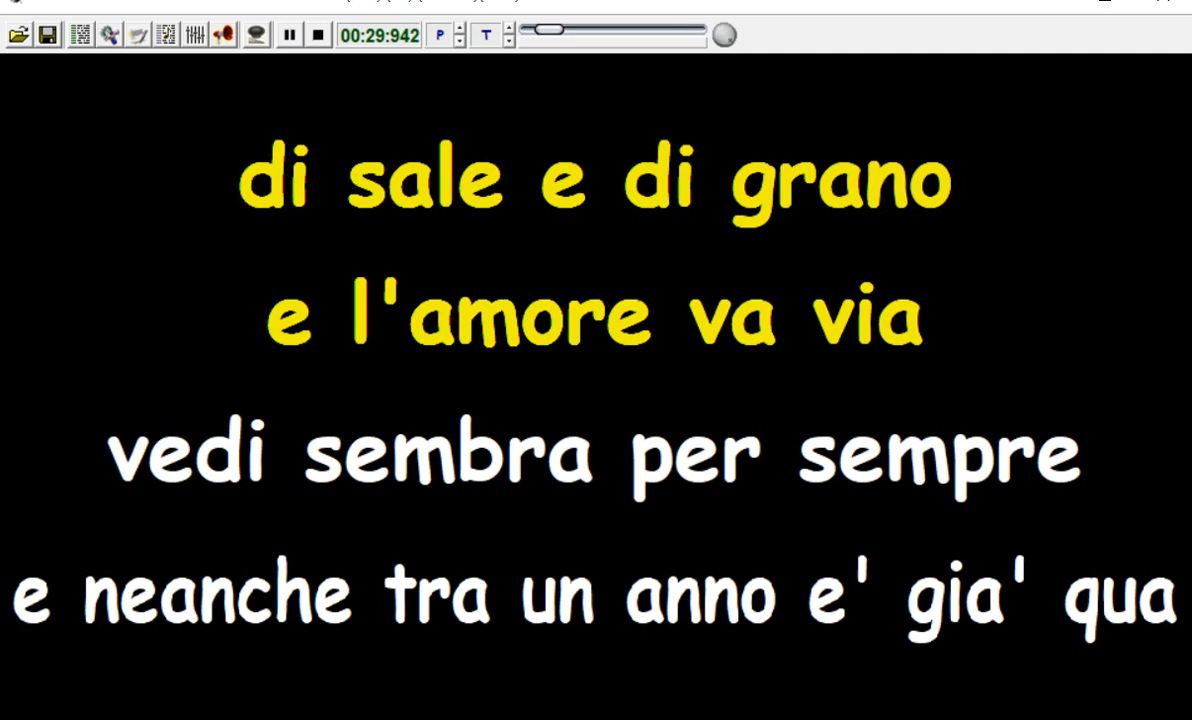 00:29:942 P T
di sale e di grano
e l'amore va via
vedi sembra per sempre
e neanche tra un anno e' gia' qua